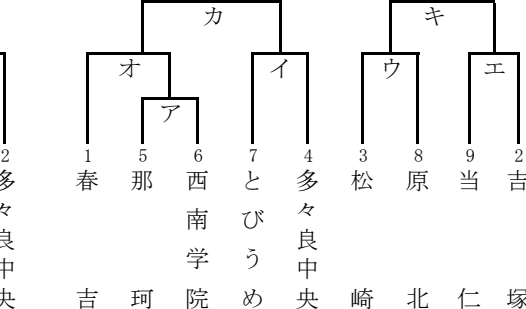 カ
キ
オ
イ
ウ
エ
ア
2 1 5 6 7 4 3 8 9 2
多々良中央
春吉
那珂
西南学院
とびうめ
多々良中央
松崎
原北
当仁
吉塚